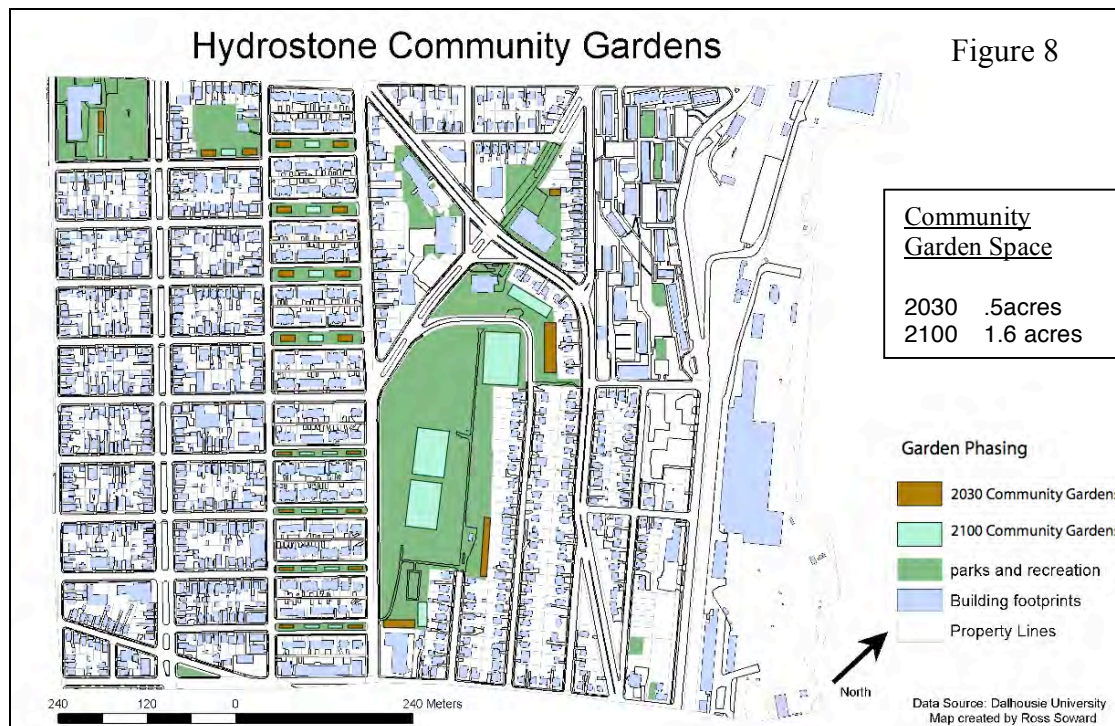 Hydrostone Community Gardens
Figure 8
Community
Garden Space
2030 .5acres
2100 1.6 acres
Garden Phasing
2030 Community Gardens
2100 Community Gardens
parks and recreation
Building footprints
Property Lines
North
240 120 0 240 Meters
Data Source: Dalhousie University
Map created by Ross Soward